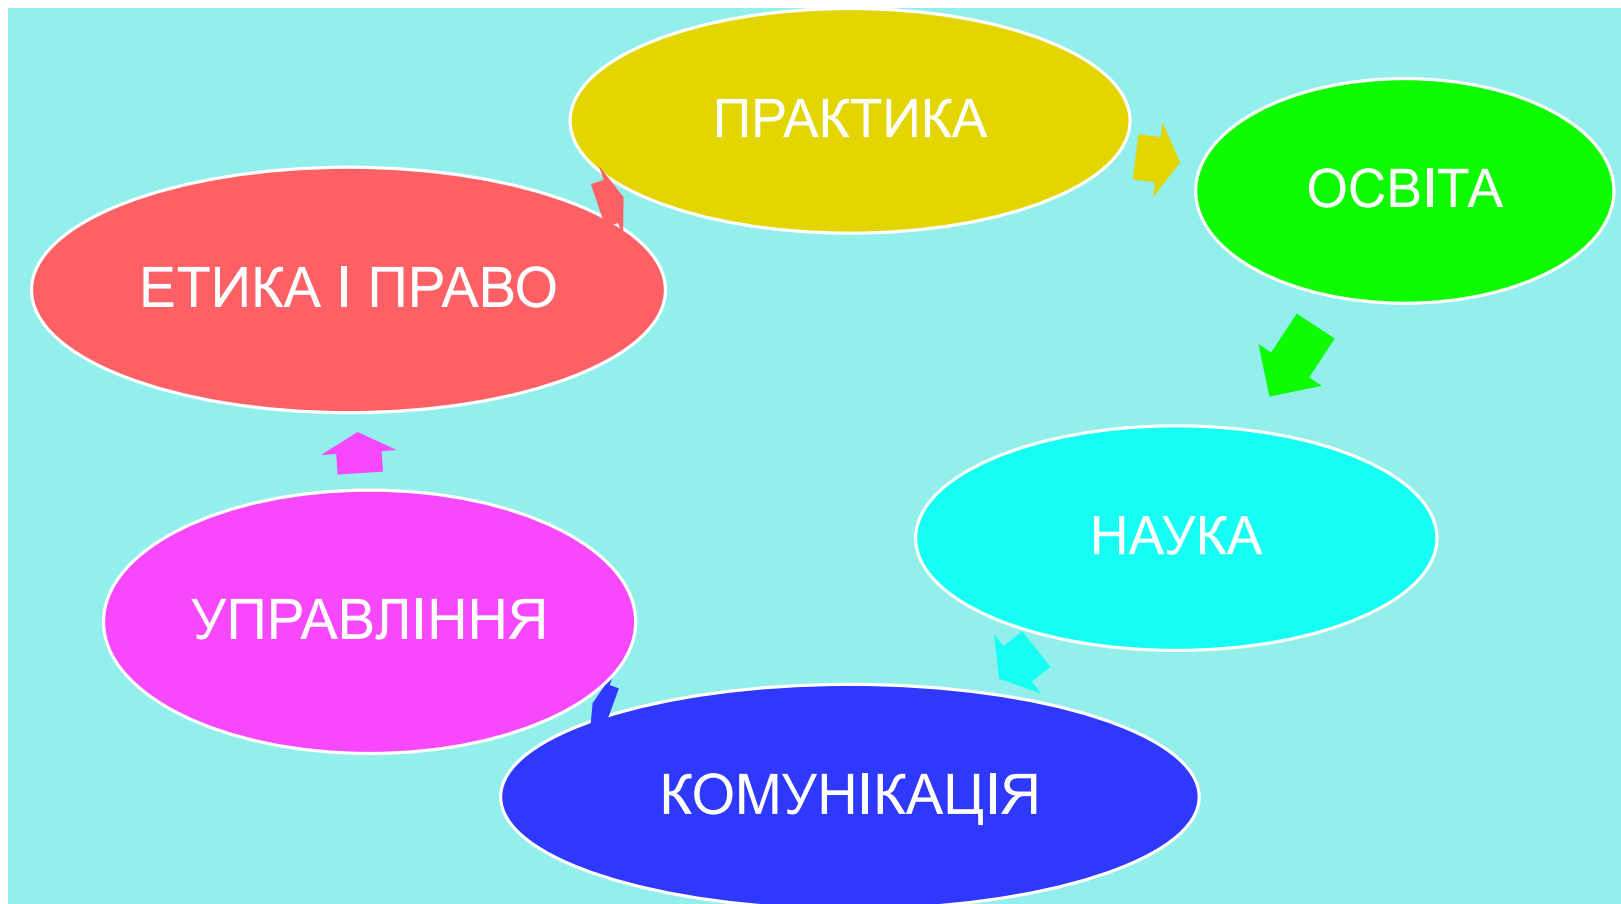 ПРАКТИКА
ОСВІТА
НАУКА
КОМУНІКАЦІЯ
УПРАВЛІННЯ
ЕТИКА І ПРАВО